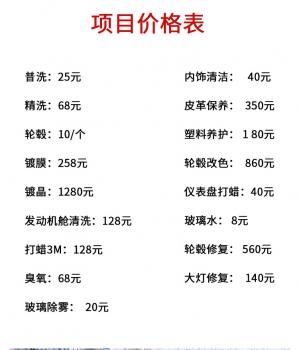 项目价格表
普洗：25元
精洗：68元
轮毂：10/个
镀膜：258元
镀晶：1280元
发动机舱清洗：128元
打蜡3M：128元
臭氧：68元
玻璃除雾： 20元
内饰清洁： 40元
皮革保养： 350元
塑料养护：1 80元
轮毂改色： 860元
仪表盘打蜡：40元
玻璃水： 8元
轮毂修复：560元
大灯修复： 140元